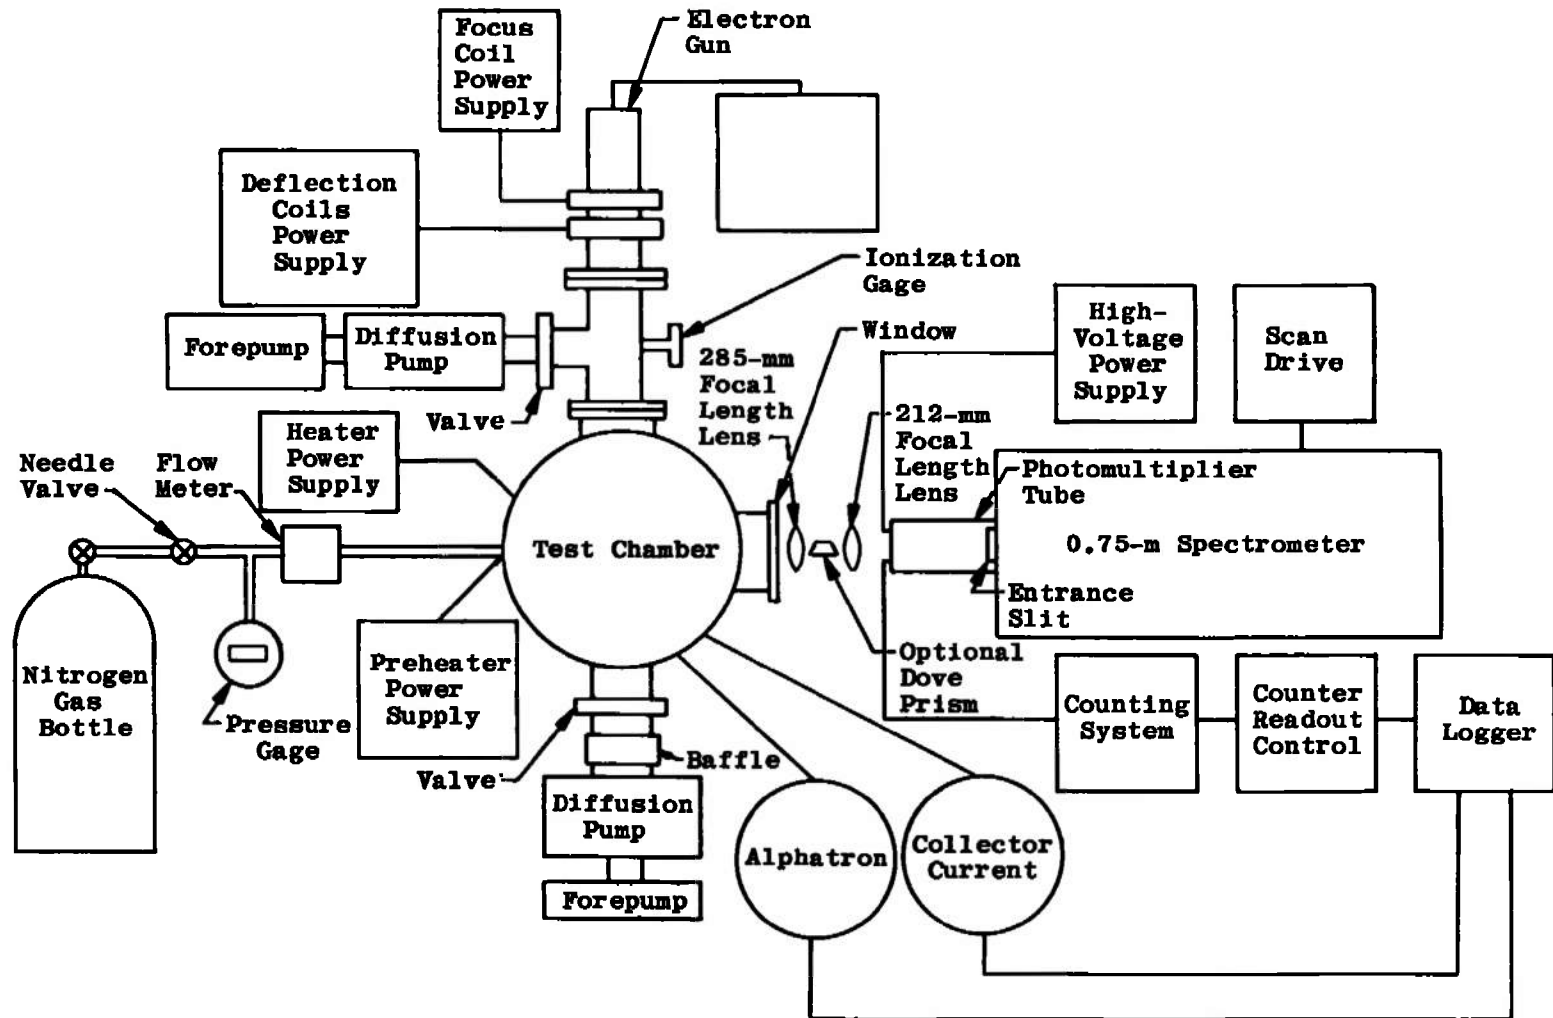 Focus
Coil
Power
Supply
Electron
Gun
Deflection
Coils
Power
Supply
Ionization
Gage
Forepump
Diffusion
Pump
Valve
Window
285-mm
Focal
Length
Lens
212-mm
Focal
Length
Lens
High-
Voltage
Power
Supply
Scan
Drive
Heater
Power
Supply
Needle
Valve
Flow
Meter
Test Chamber
Photomultiplier
Tube
0.75-m Spectrometer
Entrance
Slit
Nitrogen
Gas
Bottle
Pressure
Gage
Preheater
Power
Supply
Optional
Dove
Prism
Counting
System
Counter
Readout
Control
Data
Logger
Valve
Baffle
Diffusion
Pump
Forepump
Alphatron
Collector
Current